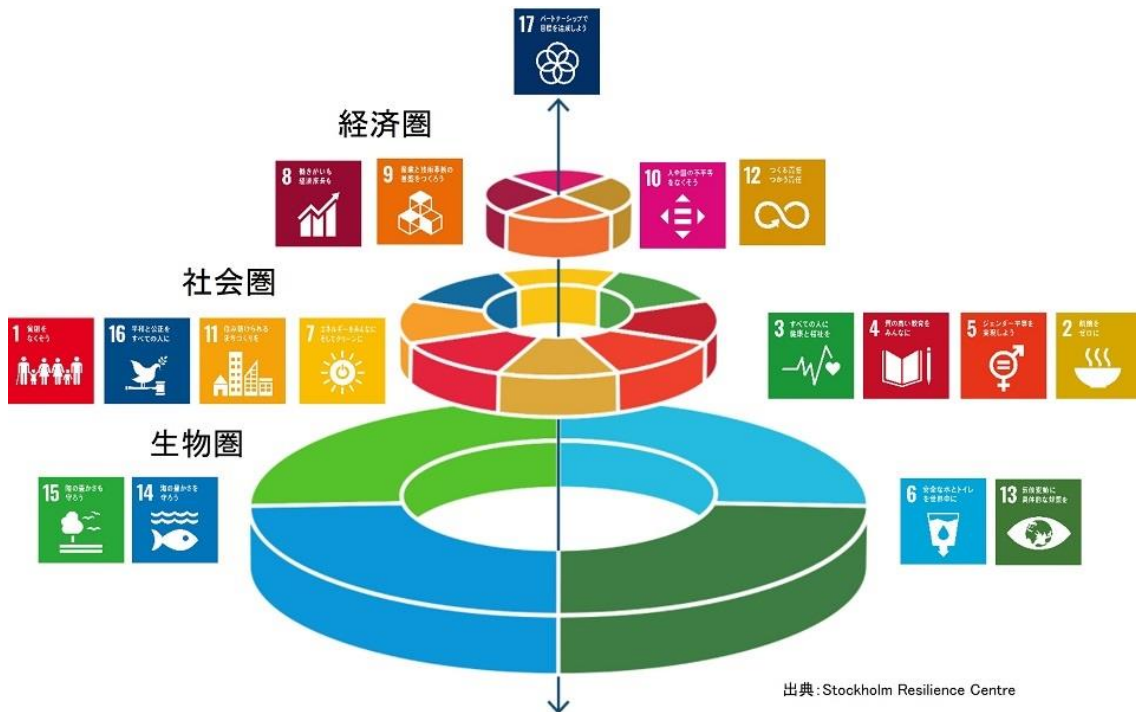 17 パートナーシップで
目標を達成しよう
経済圏
8 働きがいも
経済成長も
9 産業と技術革新の
基盤をつくろう
10 人や国の不平等
をなくそう
12 つくる責任
つかう責任
社会圏
1 貧困を
なくそう
16 平和と公正を
すべての人に
11 住み続けられる
まちづくりを
7 エネルギーをみんなに
そしてクリーンに
3 すべての人に
健康と福祉を
4 質の高い教育を
みんなに
5 ジェンダー平等を
実現しよう
2 飢餓を
ゼロに
生物圏
15 陸の豊かさも
守ろう
14 海の豊かさを
守ろう
6 安全な水とトイレ
を世界中に
13 気候変動に
具体的な対策を
出典：Stockholm Resilience Centre